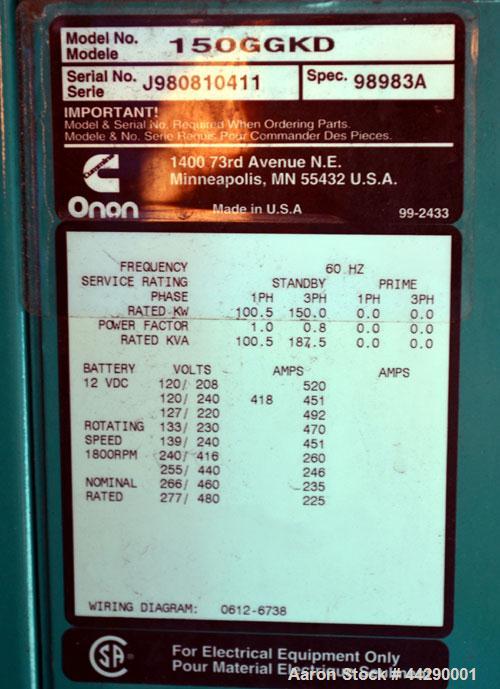 Model No. 150GGKD
Modele
Serial No. J980810411 Spec. 98983A
Serie
IMPORTANT!
Model & Serial No. Required When Ordering Parts.
Modele & No. Serie Requis Pour Commander Des Pieces.
1400 73rd Avenue N.E.
Minneapolis, MN 55432 U.S.A.
Onan Made in U.S.A 99-2433
FREQUENCY 60 HZ
SERVICE RATING STANDBY PRIME
PHASE 1PH 3PH 1PH 3PH
RATED KW 100.5 150.0 0.0 0.0
POWER FACTOR 1.0 0.8 0.0 0.0
RATED KVA 100.5 187.5 0.0 0.0
BATTERY VOLTS AMPS AMPS
12 VDC 120/ 208 520
120/ 240 418 451
127/ 220 492
ROTATING 133/ 230 470
SPEED 139/ 240 451
1800RPM 240/ 416 260
255/ 440 246
NOMINAL 266/ 460 235
RATED 277/ 480 225
WIRING DIAGRAM: 0612-6738
SA For Electrical Equipment Only
Pour Material Electrique
Aaron Stock # 44290001